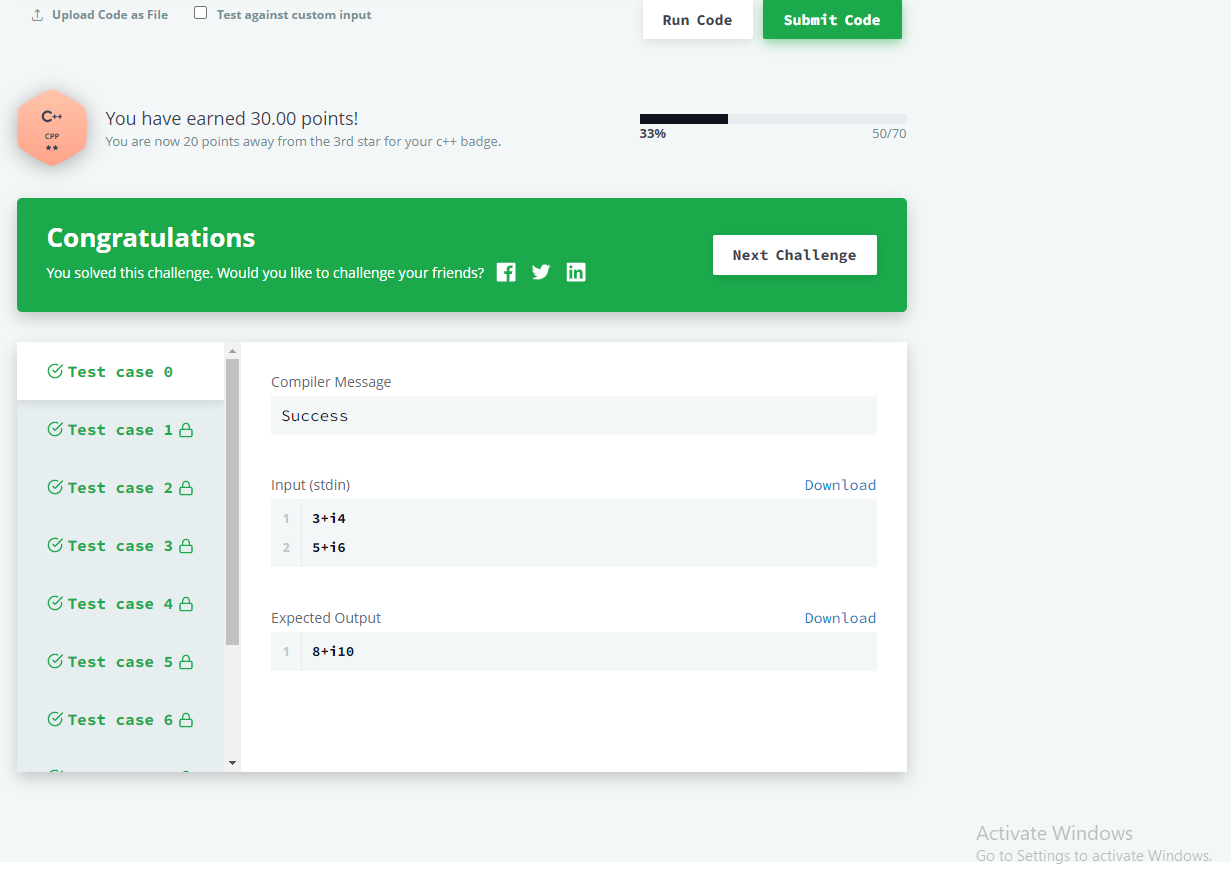 Upload Code as File
Test against custom input
Run Code
Submit Code
C++
CPP
★★
You have earned 30.00 points!
You are now 20 points away from the 3rd star for your c++ badge.
33%
50/70
Congratulations
You solved this challenge. Would you like to challenge your friends?
Next Challenge
Test case 0
Test case 1
Test case 2
Test case 3
Test case 4
Test case 5
Test case 6
Compiler Message
Success
Input (stdin)
Download
1 3+i4
2 5+i6
Expected Output
Download
1 8+i10
Activate Windows
Go to Settings to activate Windows.